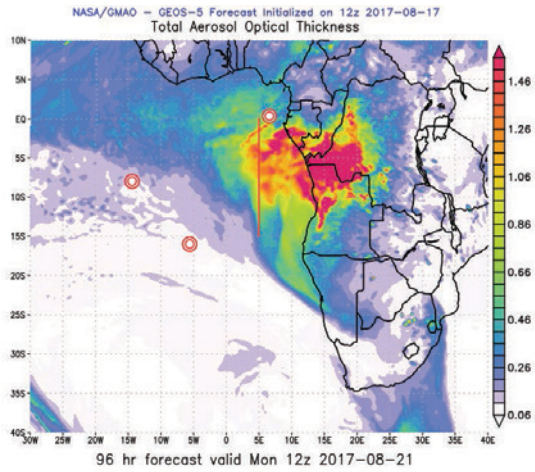 NASA/GMAO - GEOS-5 Forecast Initialized on 12z 2017-08-17
Total Aerosol Optical Thickness
10N
5N
EQ
5S
10S
15S
20S
25S
30S
35S
40S
30W 25W 20W 15W 10W 5W 0 5E 10E 15E 20E 25E 30E 35E 40E
1.46
1.26
1.06
0.86
0.66
0.46
0.26
0.06
96 hr forecast valid Mon 12z 2017-08-21